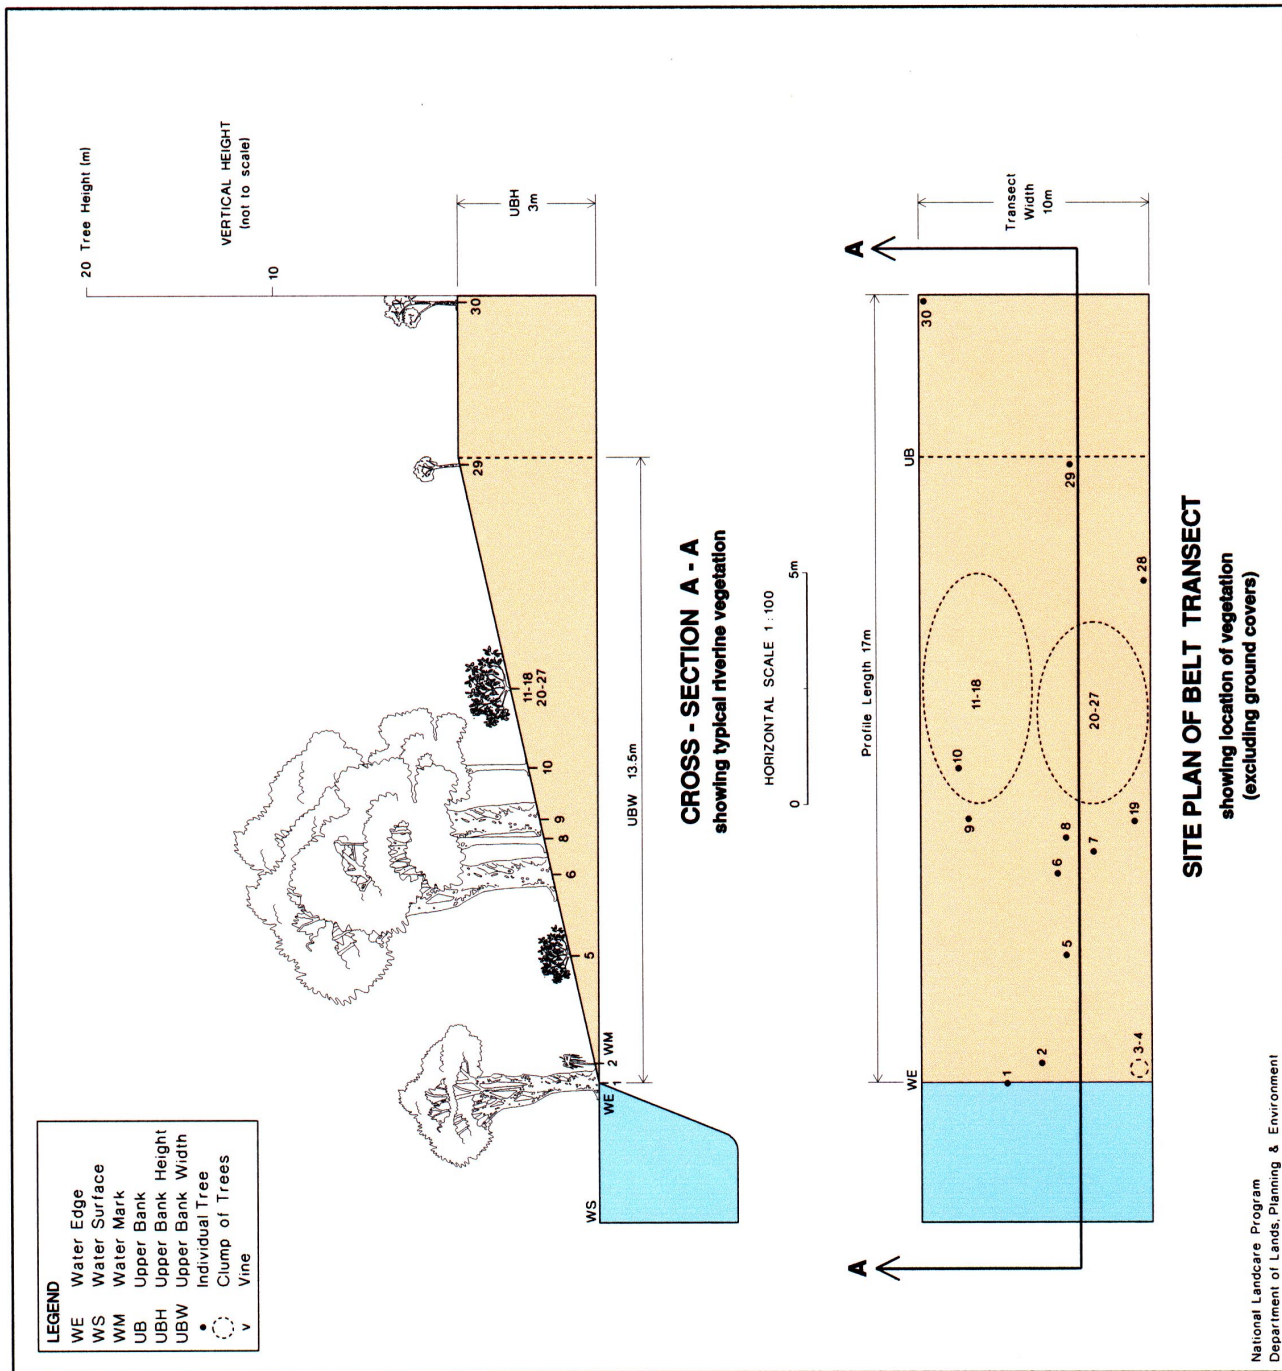 LEGEND
WE Water Edge
WS Water Surface
WM Water Mark
UB Upper Bank
UBH Upper Bank Height
UBW Upper Bank Width
Individual Tree
Clump of Trees
v Vine
20 Tree Height (m)
VERTICAL HEIGHT
(not to scale)
10
UBH
3m
WS
WE
1
2
WM
5
6
8
9
10
11-18
20-27
29
30
UBW 13.5m
CROSS - SECTION A - A
showing typical riverine vegetation
HORIZONTAL SCALE 1 : 100
0
5m
Profile Length 17m
A
A
WE
UB
Transect
Width
10m
1
2
3-4
5
6
7
8
9
10
11-18
19
20-27
28
29
30
SITE PLAN OF BELT TRANSECT
showing location of vegetation
(excluding ground covers)
National Landcare Program
Department of Lands, Planning & Environment